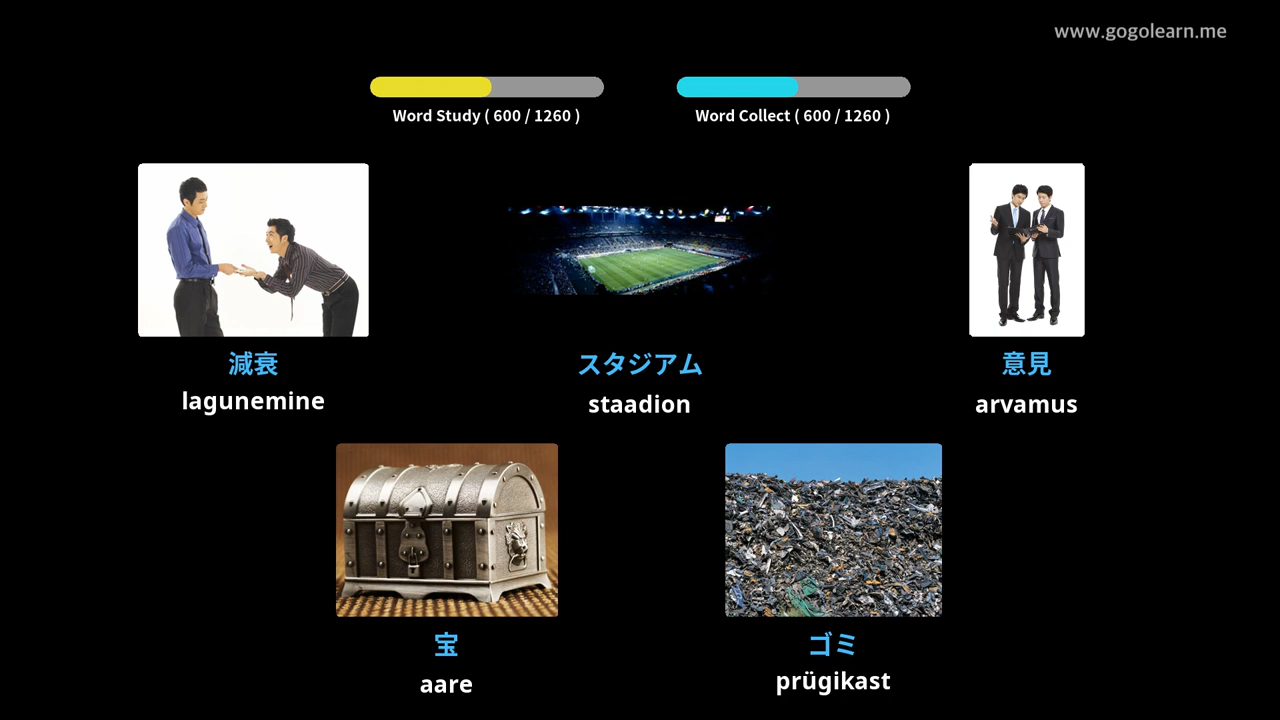 www.gogolearn.me
Word Study ( 600 / 1260 )
Word Collect ( 600 / 1260 )
減衰
lagunemine
スタジアム
staadion
意見
arvamus
宝
aare
ゴミ
prügikast